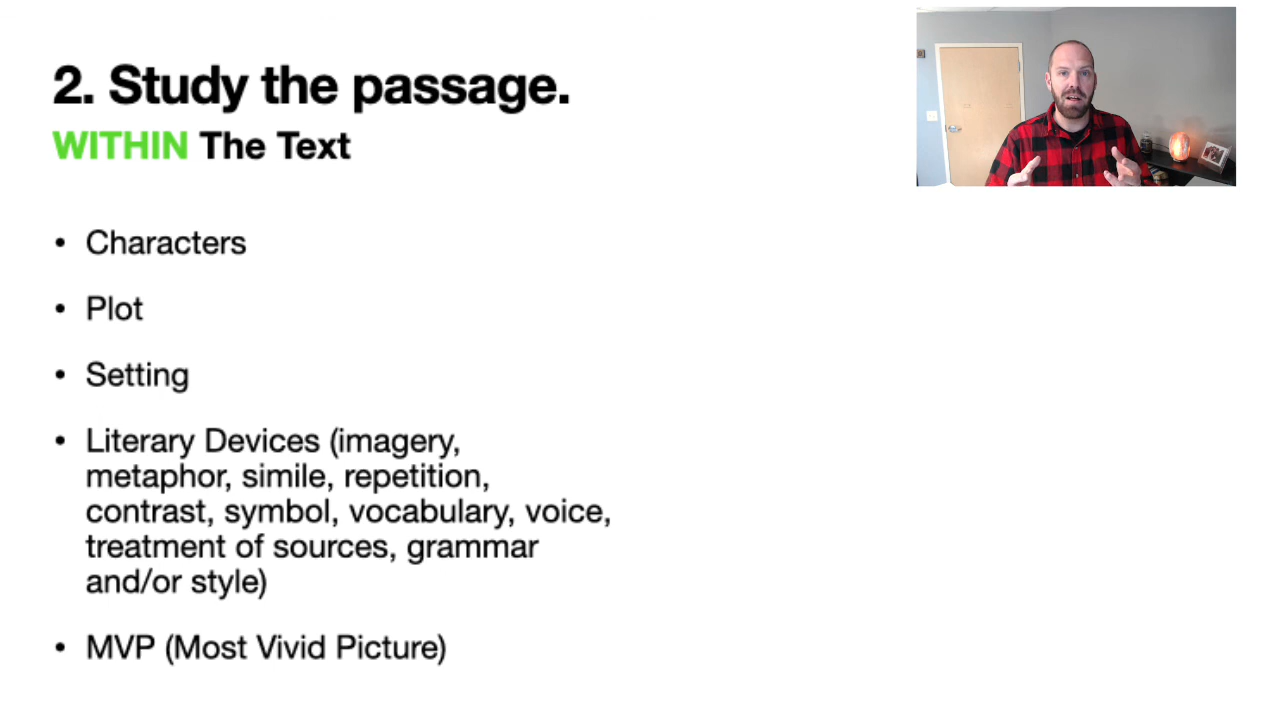 2. Study the passage.
WITHIN The Text
• Characters
• Plot
• Setting
• Literary Devices (imagery,
metaphor, simile, repetition,
contrast, symbol, vocabulary, voice,
treatment of sources, grammar
and/or style)
• MVP (Most Vivid Picture)